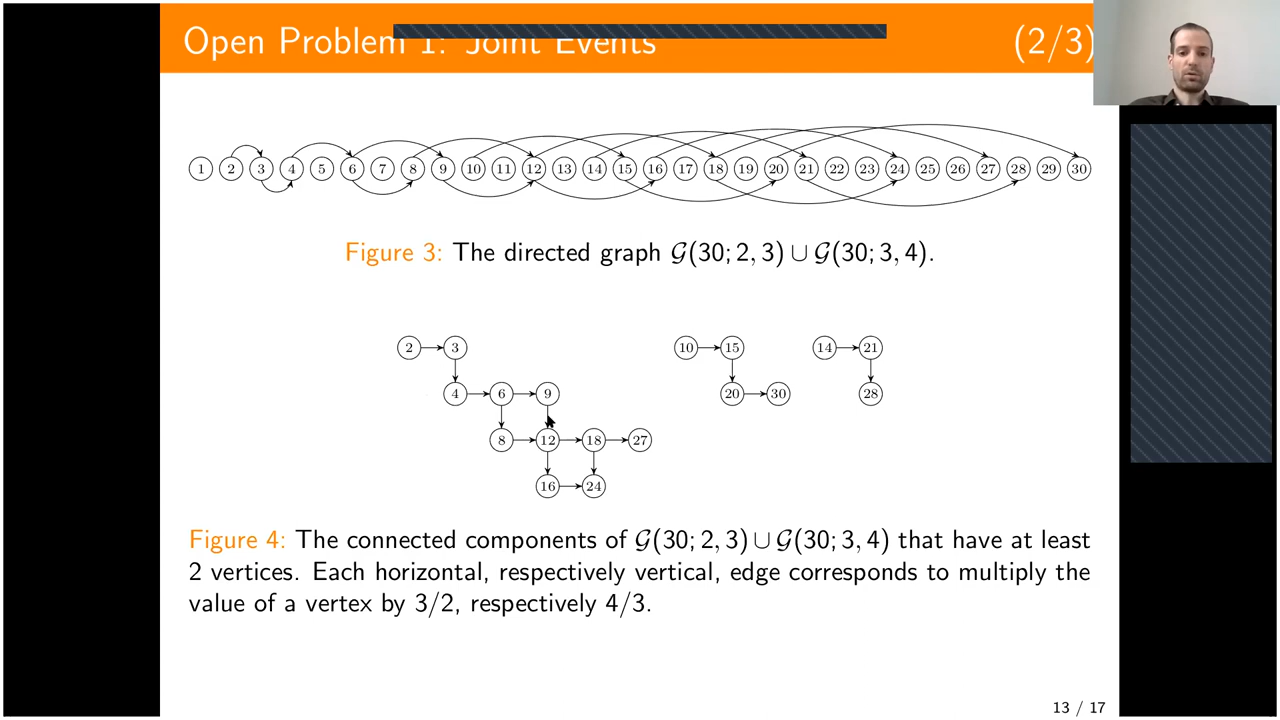 Open Problem 1: Joint Events (2/3)
1 2 3 4 5 6 7 8 9 10 11 12 13 14 15 16 17 18 19 20 21 22 23 24 25 26 27 28 29 30
Figure 3: The directed graph 𝒢(30; 2, 3) ∪ 𝒢(30; 3, 4).
2 3 10 15 14 21
4 6 9 20 30 28
8 12 18 27
16 24
Figure 4: The connected components of 𝒢(30; 2, 3) ∪ 𝒢(30; 3, 4) that have at least
2 vertices. Each horizontal, respectively vertical, edge corresponds to multiply the
value of a vertex by 3/2, respectively 4/3.
13 / 17